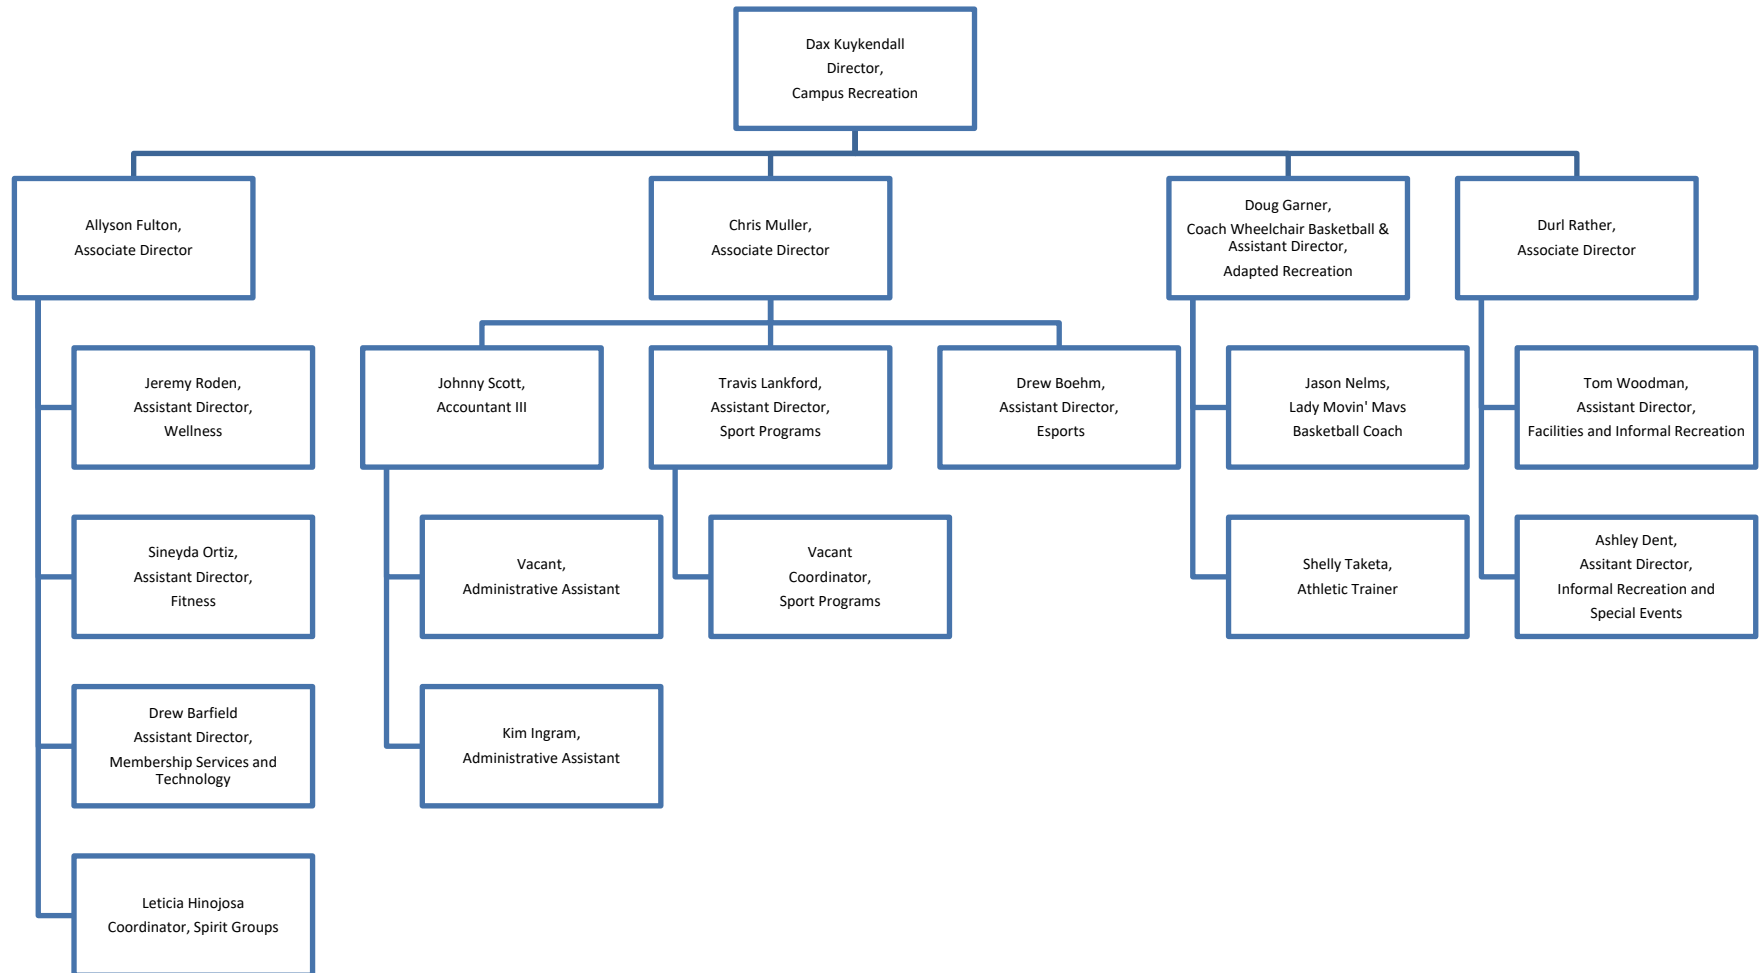 Dax Kuykendall
Director,
Campus Recreation
Allyson Fulton,
Associate Director
Chris Muller,
Associate Director
Doug Garner,
Coach Wheelchair Basketball &
Assistant Director,
Adapted Recreation
Durl Rather,
Associate Director
Jeremy Roden,
Assistant Director,
Wellness
Johnny Scott,
Accountant III
Travis Lankford,
Assistant Director,
Sport Programs
Drew Boehm,
Assistant Director,
Esports
Jason Nelms,
Lady Movin' Mavs
Basketball Coach
Tom Woodman,
Assistant Director,
Facilities and Informal Recreation
Sineyda Ortiz,
Assistant Director,
Fitness
Vacant,
Administrative Assistant
Vacant
Coordinator,
Sport Programs
Shelly Taketa,
Athletic Trainer
Ashley Dent,
Assitant Director,
Informal Recreation and
Special Events
Drew Barfield
Assistant Director,
Membership Services and
Technology
Kim Ingram,
Administrative Assistant
Leticia Hinojosa
Coordinator, Spirit Groups